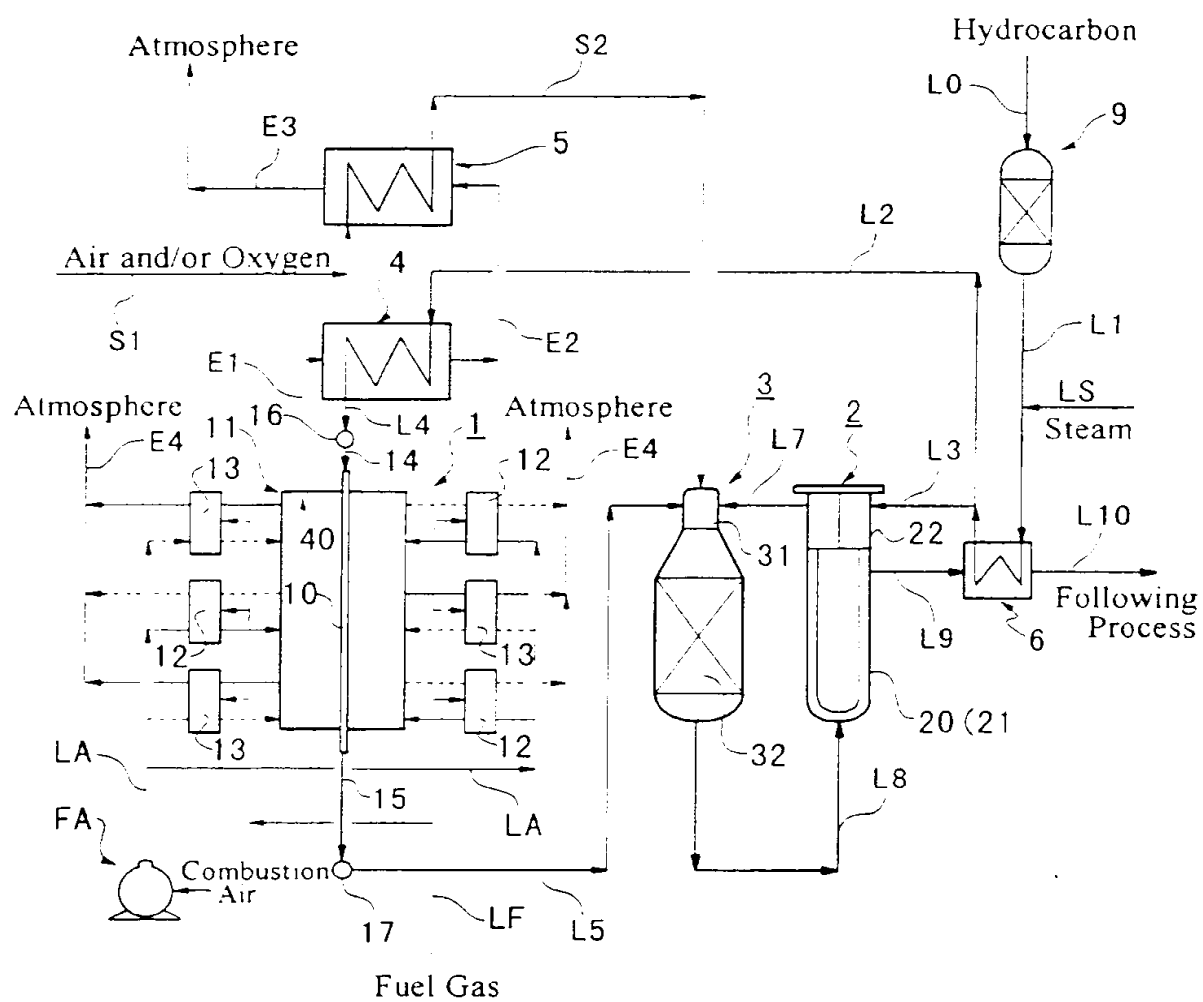 Atmosphere
S2
Hydrocarbon
L0
9
E3
5
L2
Air and/or Oxygen
4
S1
E2
L1
E1
LS
Steam
Atmosphere
16
L4
1
Atmosphere
3
2
E4
11
13
14
12
E4
L7
L3
40
31
22
L10
10
Following
Process
12
13
L9
6
13
12
20(21
32
LA
15
LA
L8
FA
Combustion
Air
17
LF
L5
Fuel Gas